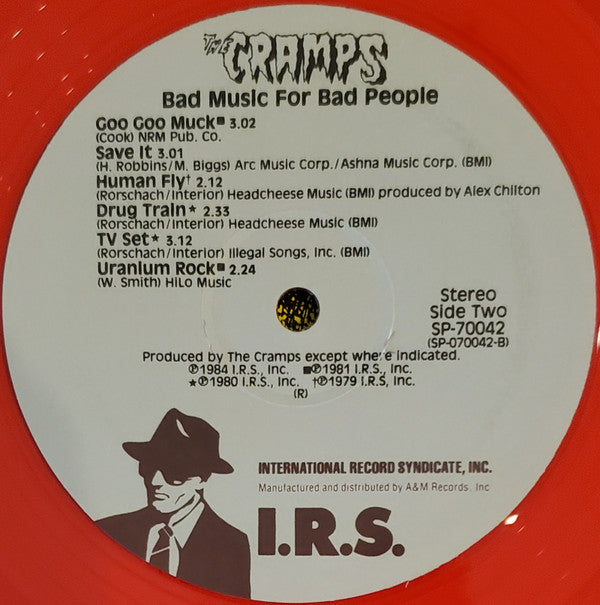 THE CRAMPS
Bad Music For Bad People
Goo Goo Muck■ 3.02
(Cook) NRM Pub. Co.
Save It 3.01
(H. Robbins/M. Biggs) Arc Music Corp./Ashna Music Corp. (BMI)
Human Fly† 2.12
(Rorschach/Interior) Headcheese Music (BMI) produced by Alex Chilton
Drug Train★ 2.33
(Rorschach/Interior) Headcheese Music (BMI)
TV Set★ 3.12
(Rorschach/Interior) Illegal Songs, Inc. (BMI)
Uranium Rock■ 2.24
(W. Smith) HiLo Music
Stereo
Side Two
SP-70042
(SP-070042-B)
Produced by The Cramps except where indicated.
℗1984 I.R.S., Inc. ■℗1981 I.R.S., Inc.
★℗1980 I.R.S., Inc. †℗1979 I.R.S, Inc.
(R)
INTERNATIONAL RECORD SYNDICATE, INC.
Manufactured and distributed by A&M Records, Inc
I.R.S.